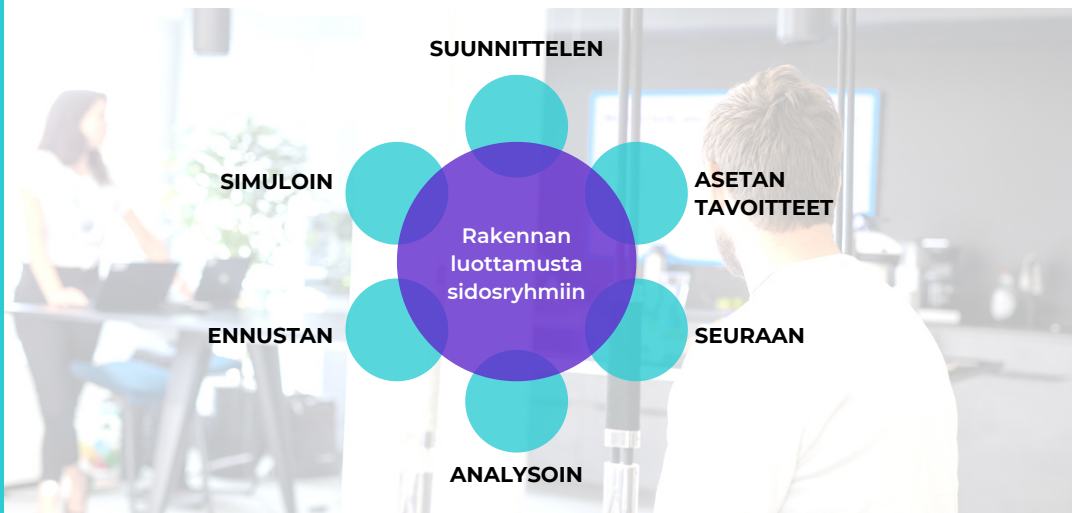 SUUNNITTELEN
SIMULOIN
ASETAN
TAVOITTEET
Rakennan
luottamusta
sidosryhmiin
ENNUSTAN
SEURAAN
ANALYSOIN